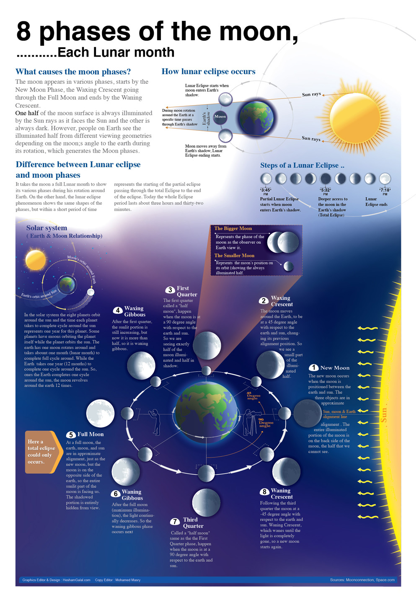 8 phases of the moon,
...........Each Lunar month
What causes the moon phases?
The moon appears in various phases, starts by the
New Moon Phase, the Waxing Crescent going
through the Full Moon and ends by the Waning
Crescent.
One half of the moon surface is always illuminated
by the Sun rays as it faces the Sun and the other is
always dark. However, people on Earth see the
illuminated half from different viewing geometries
depending on the moon;s angle to the earth during
its rotation, which generates the Moon phases.
How lunar eclipse occurs
Lunar Eclipse starts when
moon enters Earth's
shadow.
During moon rotation
around the Earth at a
specific time passes
through Earth's shadow
Moon
Moon moves away from
Earth's shadow; Lunar
Eclipse ending starts
Sun rays
Sun rays
Difference between Lunar eclipse
and moon phases
It takes the moon a full Lunar month to show
its various phases during his rotation around
Earth. On the other hand, the lunar eclipse
phenomenon shows the same shapes of the
phases, but within a short period of time
represents the starting of the partial eclipse
passing through the total Eclipse to the end
of the eclipse. Today the whole Eclipse
period lasts about three hours and thirty-two
minutes.
Steps of a Lunar Eclipse ..
Partial Lunar Eclipse
starts when moon
enters Earth's shadow
Deeper access to
the moon in the
Earth's shadow
(Total Eclipse)
Lunar
Eclipse ends
Solar system
( Earth & Moon Relationship)
In the solar system the eight planets orbit
around the sun and the time each planet
takes to complete cycle around the sun
represents one year for this planet. Some
planets have moons orbiting the planet
itself while the planet orbit the sun. The
earth has one moon rotates around and
takes almost one month (lunar month) to
complete full cycle around. While the
Earth takes one year (12 months) to
complete one cycle around the sun. So,
once the Earth completes one cycle
around the sun, the moon revolves
around the earth 12 times
The Bigger Moon
Represents the phase of the
moon as the observer on
Earth view it.
The Smaller Moon
Represents the moon's position on
its orbit (showing the always
illuminated half
3 First
Quarter
The first quarter
called a 'half
moon', happen
when the moon is in
a 90 degree angle
with respect to the
earth and the sun.
So we are
seeing exactly
half of the
moon illumi-
nated and half in
shadow.
4 Waxing
Gibbons
After the first quarter,
the sunlit portion is
still increasing, but
now it is more than
half, so it is waxing
gibbous.
2 Waxing
Crescent
The moon moves
around the Earth, to be
at a 45 degree angle
with respect to the
earth and sun, chang-
ing its previous
alignment position. So
we see a
small part
of the
illumi-
nated
half.
1 New Moon
The new moon occurs
when the moon is
positioned between the
earth and sun. The
three objects are in
approximate
Sun, moon & Earth
alignment line
alignment . The
entire illuminated
portion of the moon is
on the back side of the
moon, the half that we
cannot see.
Sun
5 Full Moon
At a full moon, the
earth, moon, and sun
are in approximate
alignment, just as the
new moon, but the
moon is on the
opposite side of the
earth, so the entire
sunlit part of the
moon is facing us. The
shadowed
portion is entirely
hidden from view.
Here a
total eclipse
could only
occurs.
6 Waning
Gibbons
After the full moon
(maximum illumina-
tion), the light continu-
ally decreases. So the
waning gibbous phase
occurs next
7 Third
Quarter
Called a 'half moon'
same as the the First
Quarter phase, happen
when the moon is at a
90 degree angle with
respect to the earth and
sun.
8 Waning
Crescent
Following the third
quarter the moon at a
-45 degree angle with
respect to the earth and
sun. Waning Crescent,
which wanes until the
light is completely
gone, so a new moon
starts again.
Graphics Editor & Design : HeshamGalal.com Copy Editor : Mohamed Masry
Sources: Moonconnection, Space.com